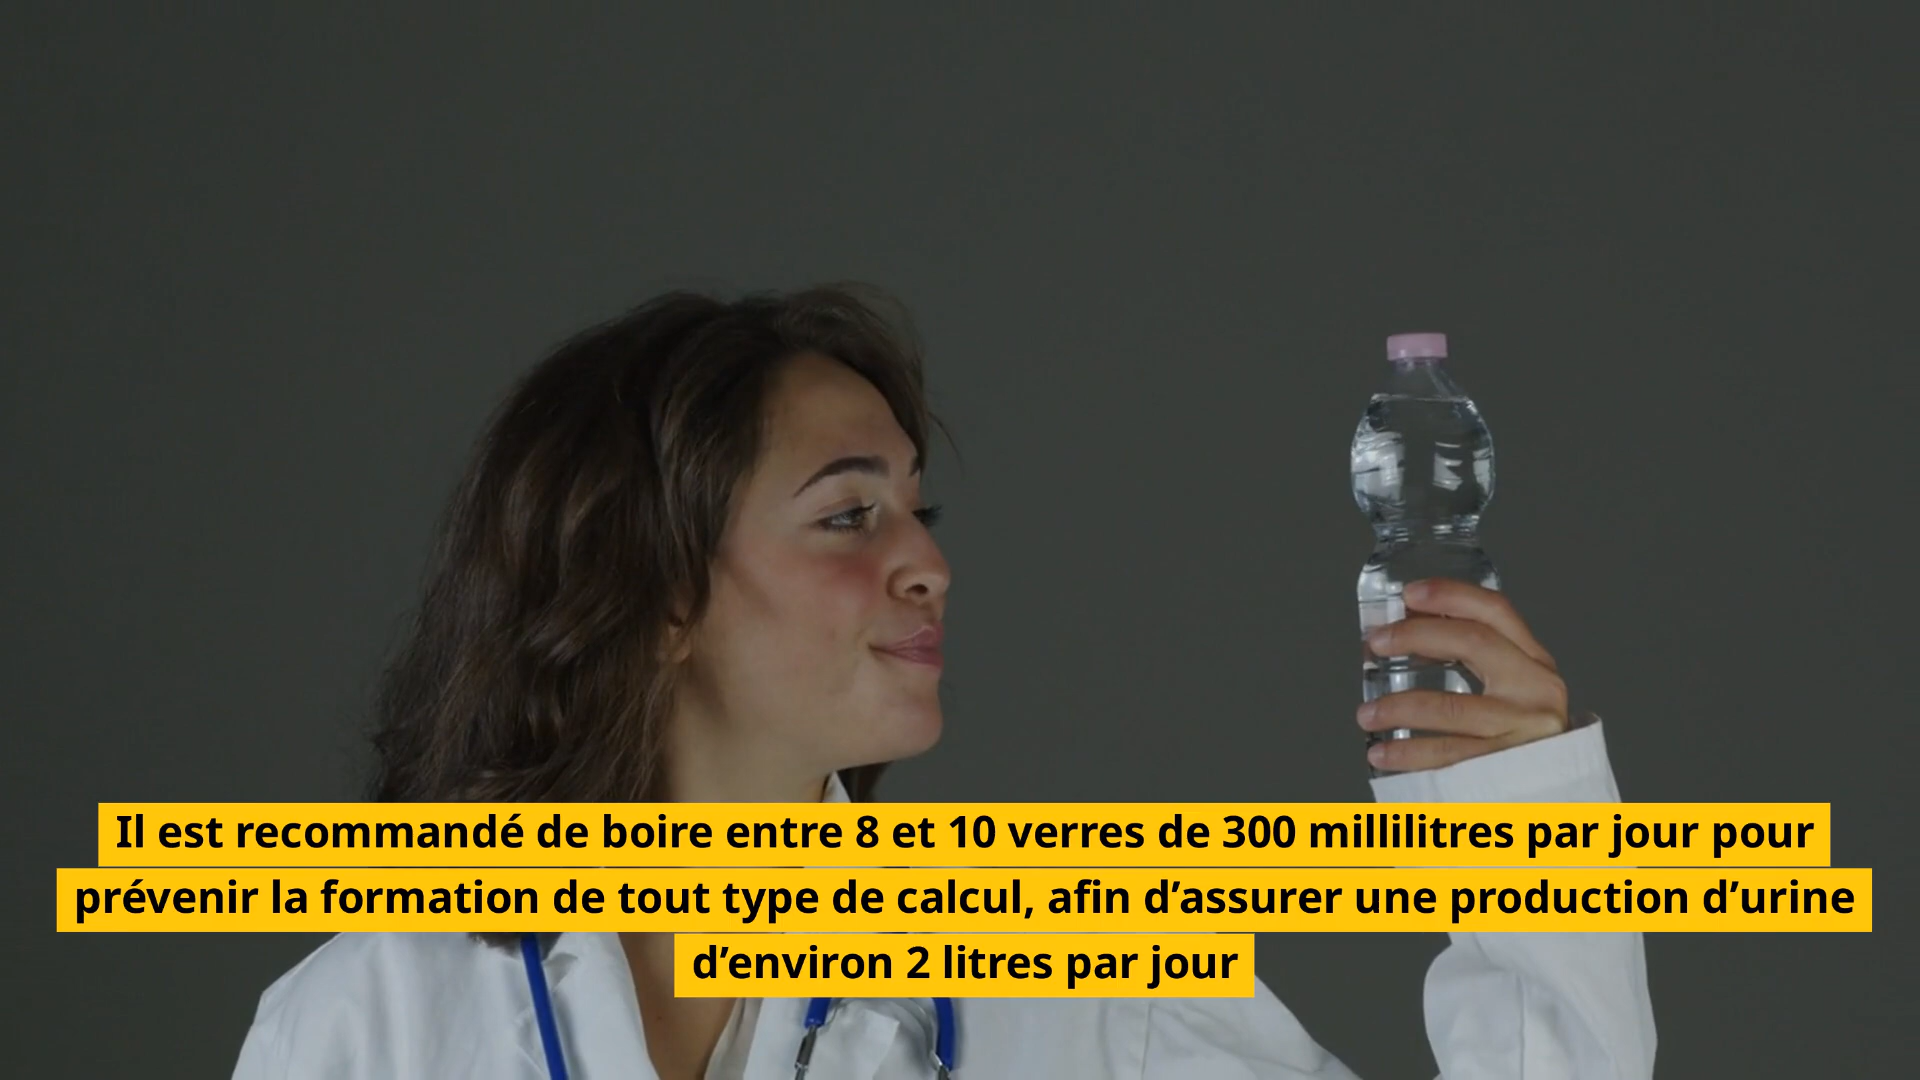 Il est recommandé de boire entre 8 et 10 verres de 300 millilitres par jour pour
prévenir la formation de tout type de calcul, afin d’assurer une production d’urine
d’environ 2 litres par jour